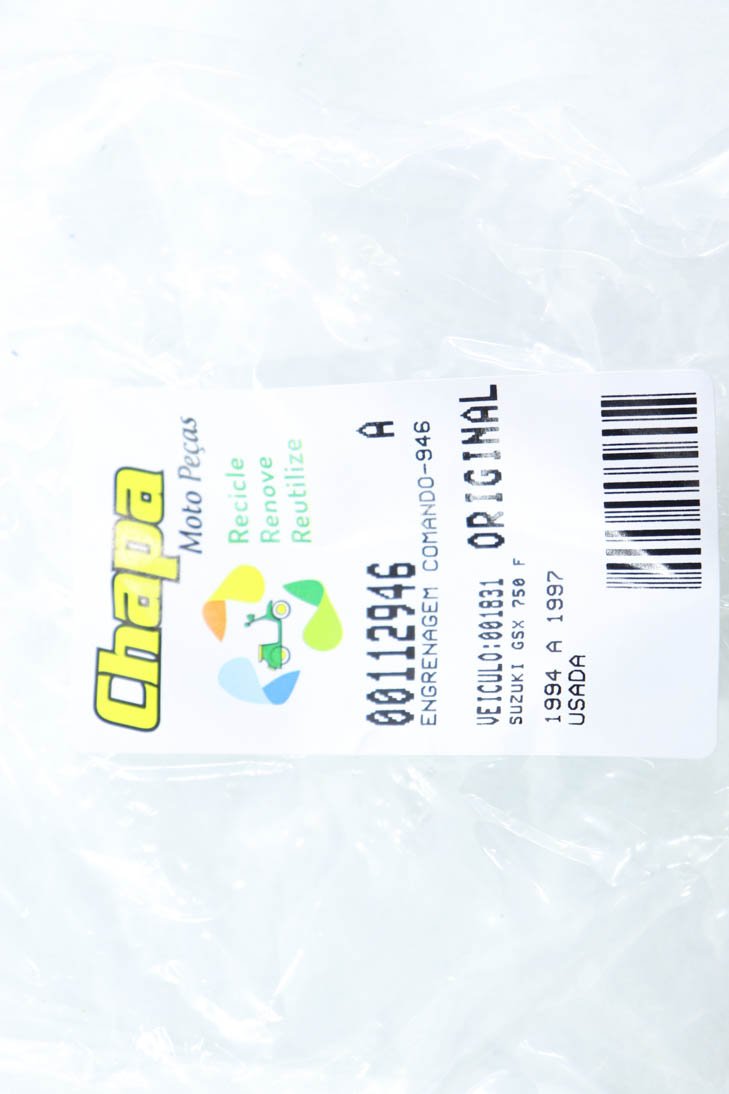 Chapa
Moto Peças
Recicle
Renove
Reutilize
00112946 A
ENGRENAGEM COMANDO-946
VEICULO:001831 ORIGINAL
SUZUKI GSX 750 F
1994 A 1997
USADA